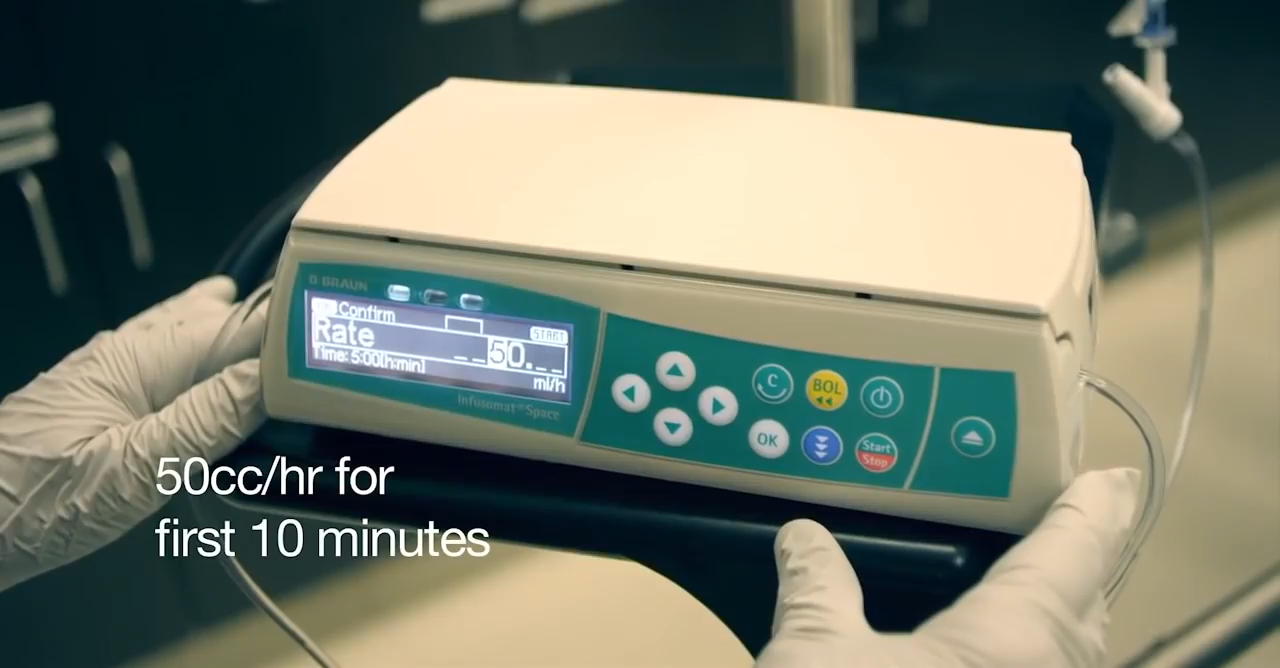 B BRAUN
Confirm
Rate
START
50.
Time: 5:00[h:min]
ml/h
Infusomat® Space
C
BOL
OK
Start
Stop
50cc/hr for
first 10 minutes